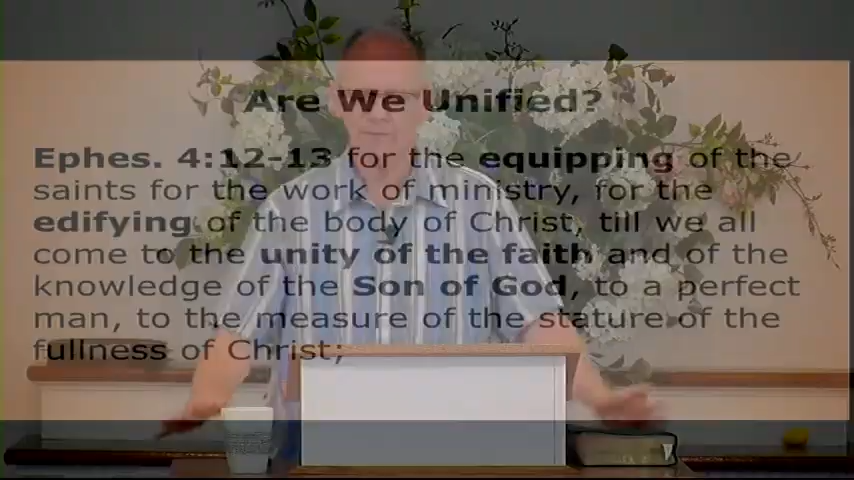 Are We Unified?
Ephes. 4:12-13 for the equipping of the
saints for the work of ministry, for the
edifying of the body of Christ, till we all
come to the unity of the faith and of the
knowledge of the Son of God, to a perfect
man, to the measure of the stature of the
fullness of Christ;